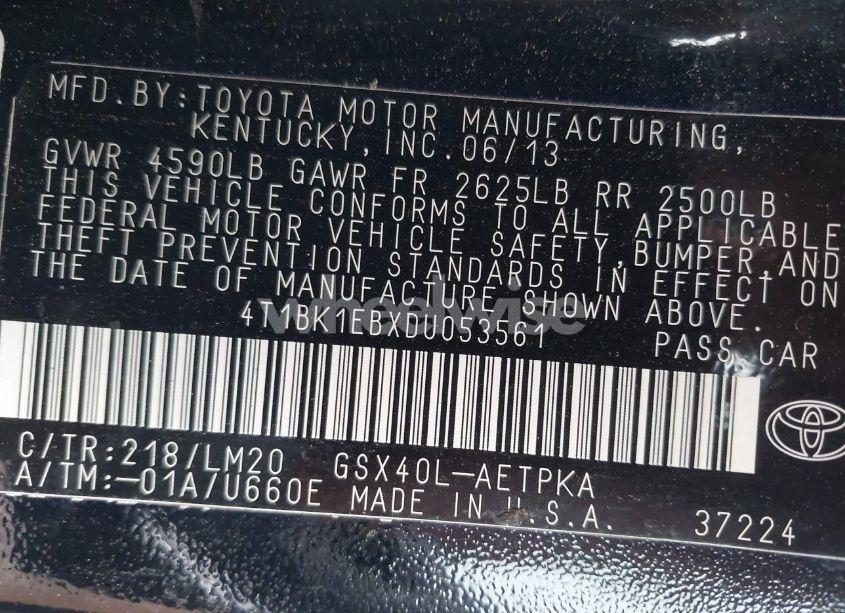 MFD.BY:TOYOTA MOTOR MANUFACTURING,
KENTUCKY,INC.06/13
GVWR 4590LB GAWR FR 2625LB RR 2500LB
THIS VEHICLE CONFORMS TO ALL APPLICABLE
FEDERAL MOTOR VEHICLE SAFETY,BUMPER,AND
THEFT PREVENTION STANDARDS IN EFFECT ON
THE DATE OF MANUFACTURE SHOWN ABOVE.
4T1BK1EBXDU053561 PASS.CAR
wheelwise
C/TR:218/LM20 GSX40L-AETPKA
A/TM:-01A/U660E MADE IN U.S.A. 37224